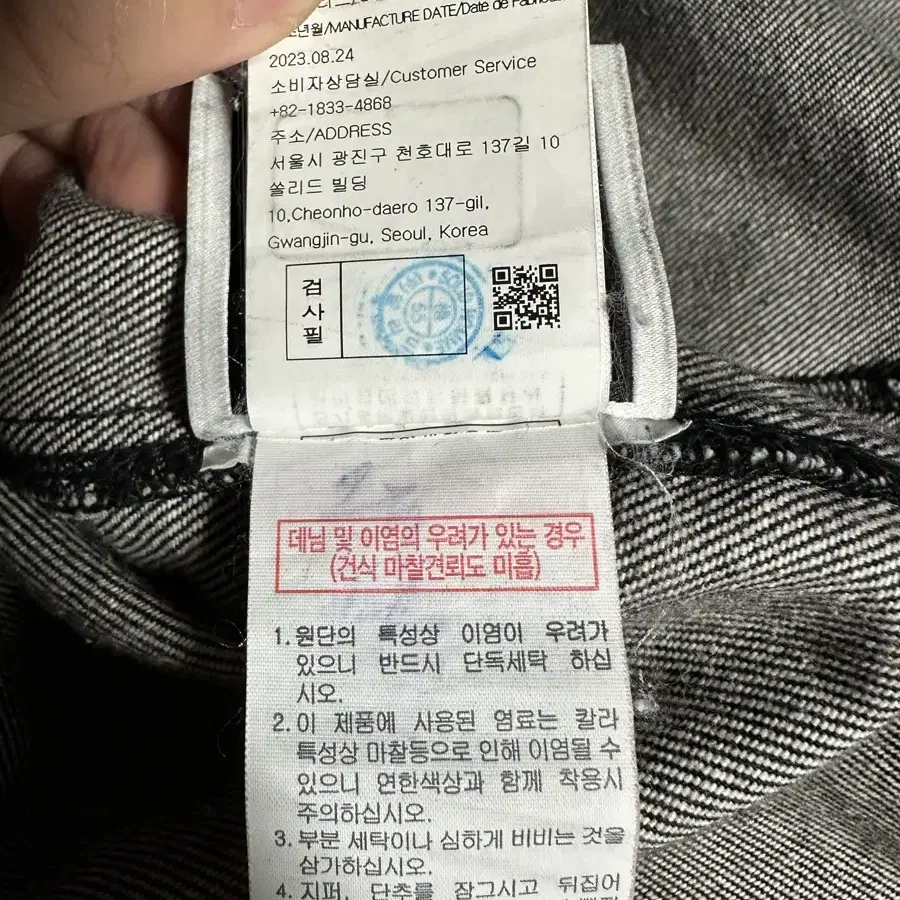 년월/MANUFACTURE DATE/Date de
2023.08.24
소비자상담실/Customer Service
+82-1833-4868
주소/ADDRESS
서울시 광진구 천호대로 137길 10
쏠리드 빌딩
10,Cheonho-daero 137-gil,
Gwangjin-gu, Seoul, Korea
검
사
필
데님 및 이염의 우려가 있는 경우
(건식 마찰견뢰도 미흡)
1. 원단의 특성상 이염이 우려가
있으니 반드시 단독세탁 하십
시오.
2. 이 제품에 사용된 염료는 칼라
특성상 마찰등으로 인해 이염될 수
있으니 연한색상과 함께 착용시
주의하십시오.
3. 부분 세탁이나 심하게 비비는 것을
삼가하십시오.
4. 지퍼, 단추를 잠그시고 뒤집어